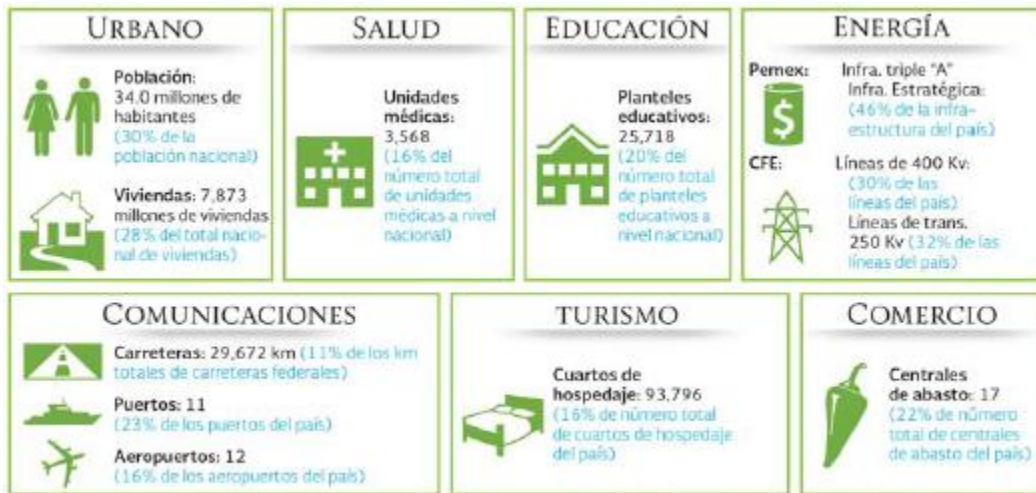 URBANO
Población:
34.0 millones de
habitantes
(30% de la
población nacional)
Viviendas: 7,873
millones de viviendas
(28% del total nacio-
nal de viviendas)
SALUD
Unidades
médicas:
3,568
(16% del
número total
de unidades
médicas a nivel
nacional)
EDUCACIÓN
Planteles
educativos:
25,718
(20% del
número total
de planteles
educativos a
nivel nacional)
ENERGÍA
Pemex: Infra. triple "A"
Infra. Estratégica:
(46% de la infra-
estructura del país)
$
CFE: Líneas de 400 Kv:
(30% de las
líneas del país)
Líneas de trans.
250 Kv (32% de las
líneas del país)
COMUNICACIONES
Carreteras: 29,672 km (11% de los km
totales de carreteras federales)
Puertos: 11
(23% de los puertos del país)
Aeropuertos: 12
(16% de los aeropuertos del país)
TURISMO
Cuartos de
hospedaje: 93,796
(16% de número total
de cuartos de hospedaje
del país)
COMERCIO
Centrales
de abasto: 17
(22% de número
total de centrales
de abasto del país)